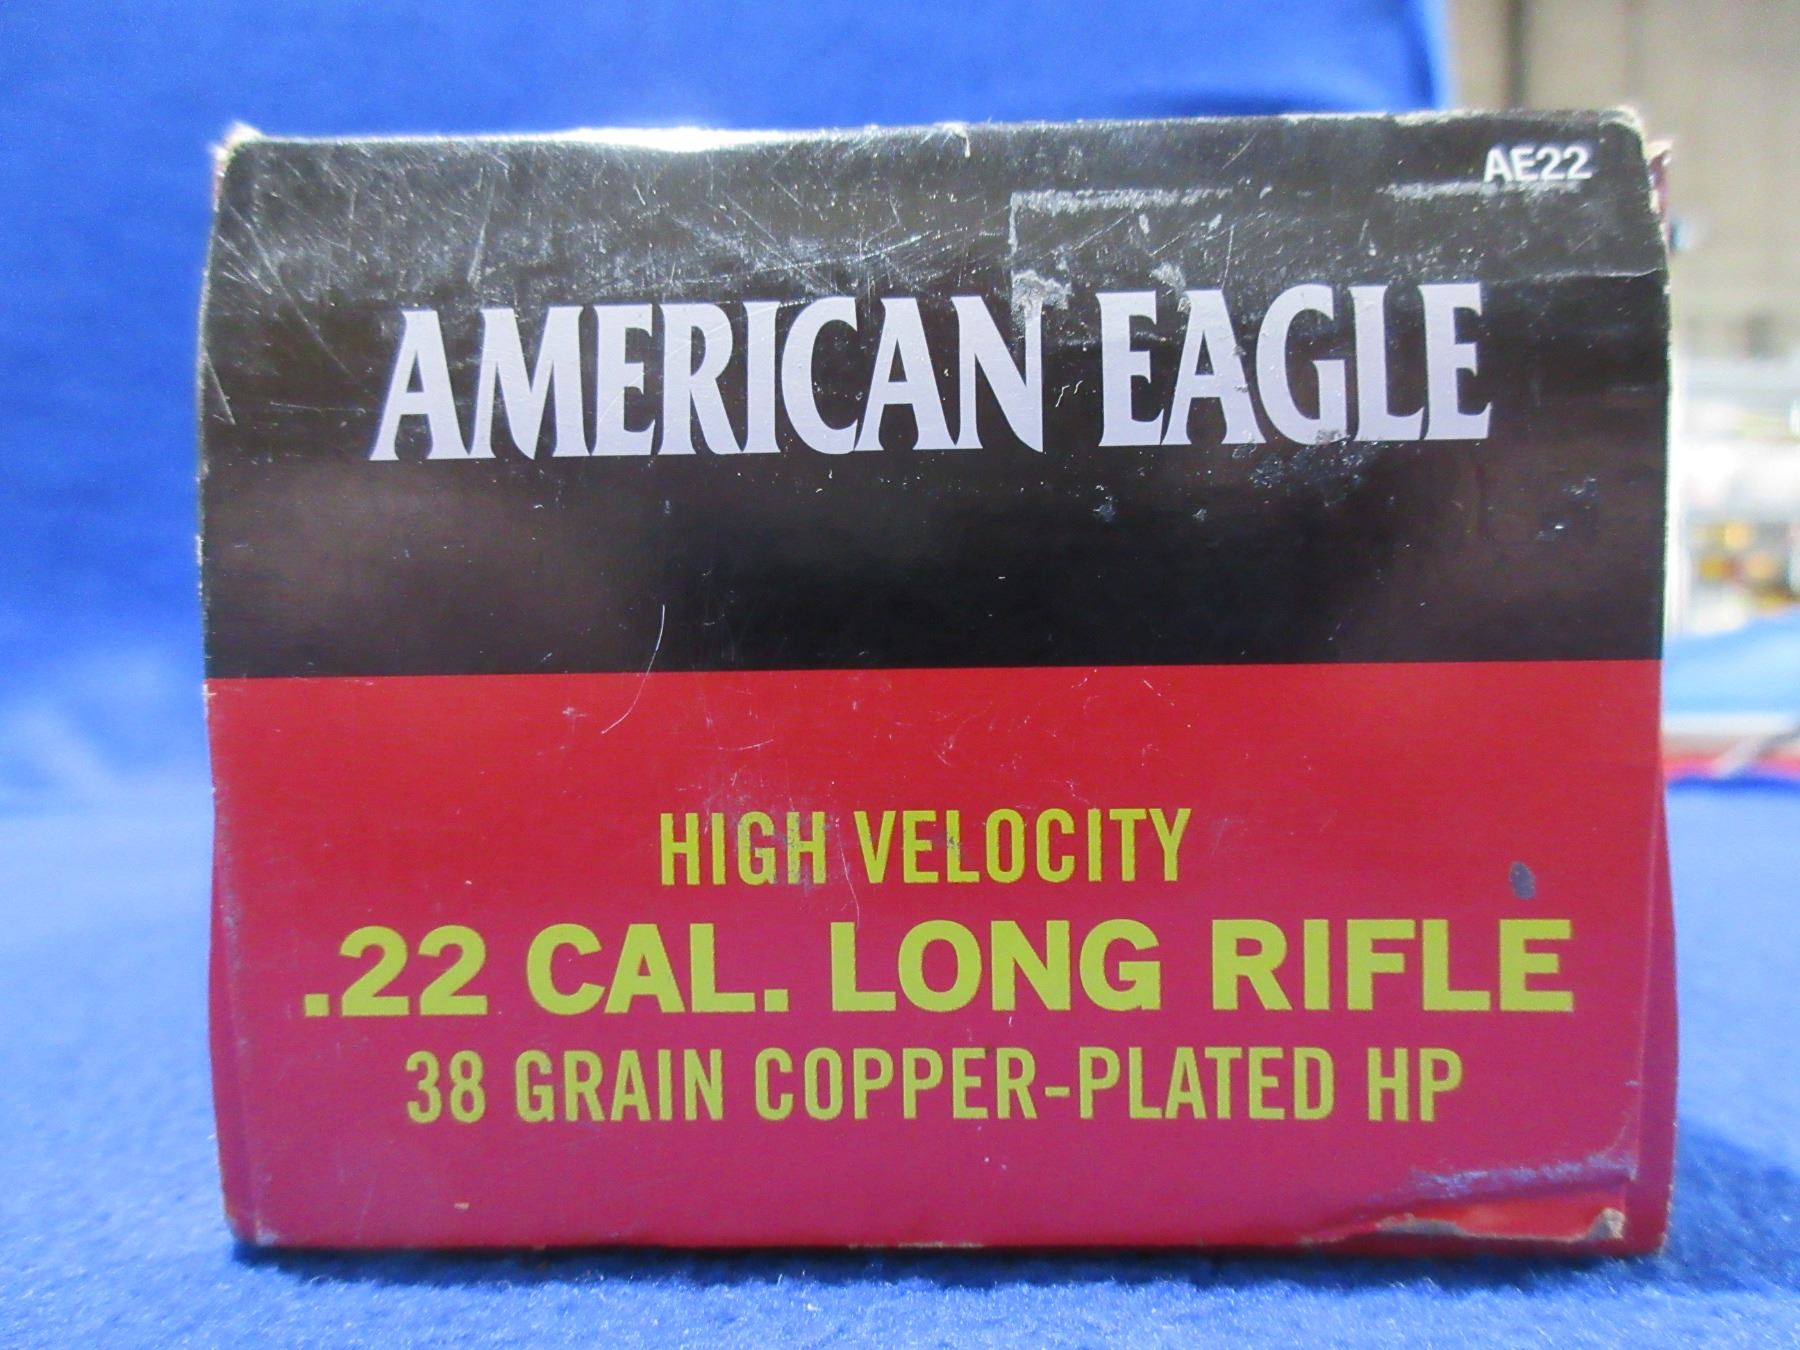 AE22
AMERICAN EAGLE
HIGH VELOCITY
.22 CAL. LONG RIFLE
38 GRAIN COPPER-PLATED HP